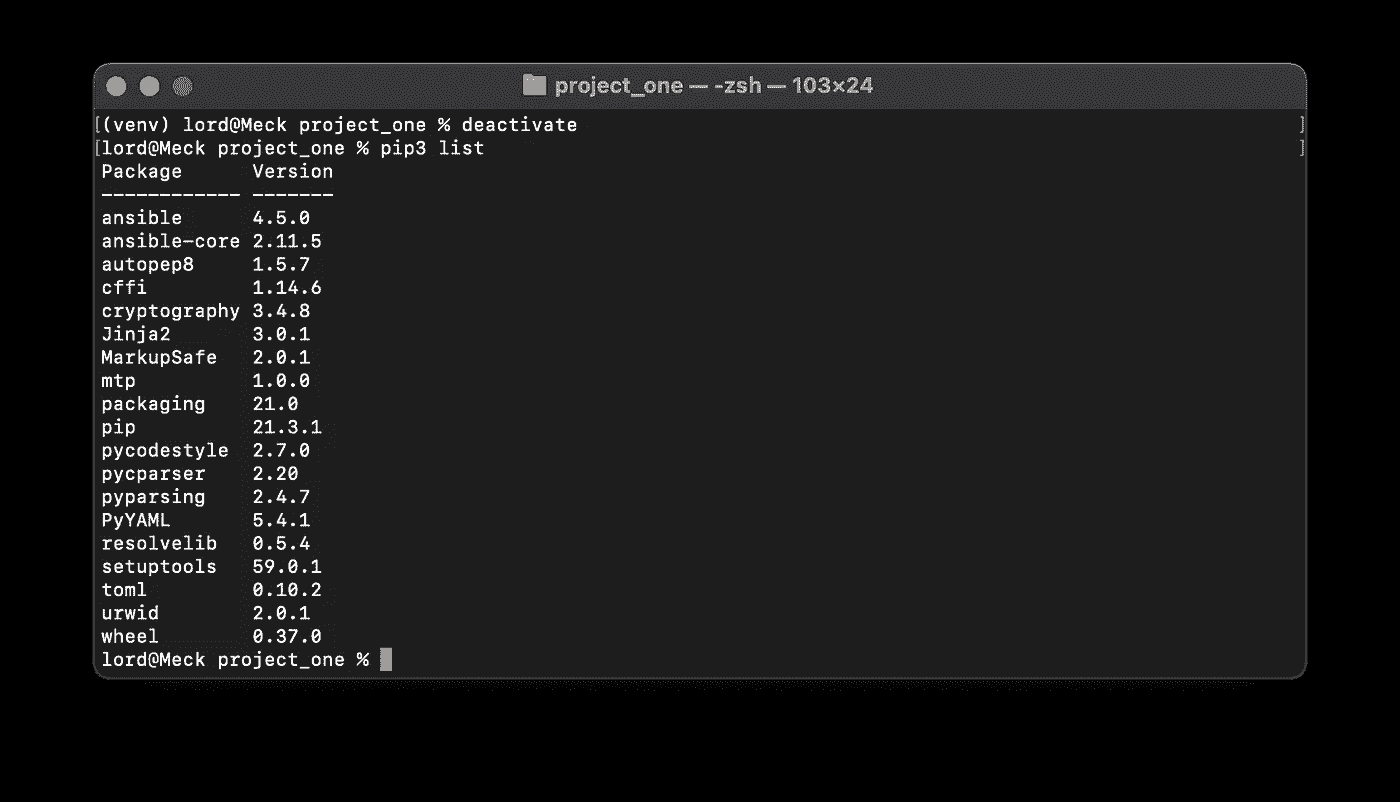 project_one — -zsh — 103×24
[(venv) lord@Meck project_one % deactivate ]
[lord@Meck project_one % pip3 list ]
Package      Version
------------ -------
ansible      4.5.0
ansible-core 2.11.5
autopep8     1.5.7
cffi         1.14.6
cryptography 3.4.8
Jinja2       3.0.1
MarkupSafe   2.0.1
mtp          1.0.0
packaging    21.0
pip          21.3.1
pycodestyle  2.7.0
pycparser    2.20
pyparsing    2.4.7
PyYAML       5.4.1
resolvelib   0.5.4
setuptools   59.0.1
toml         0.10.2
urwid        2.0.1
wheel        0.37.0
lord@Meck project_one %